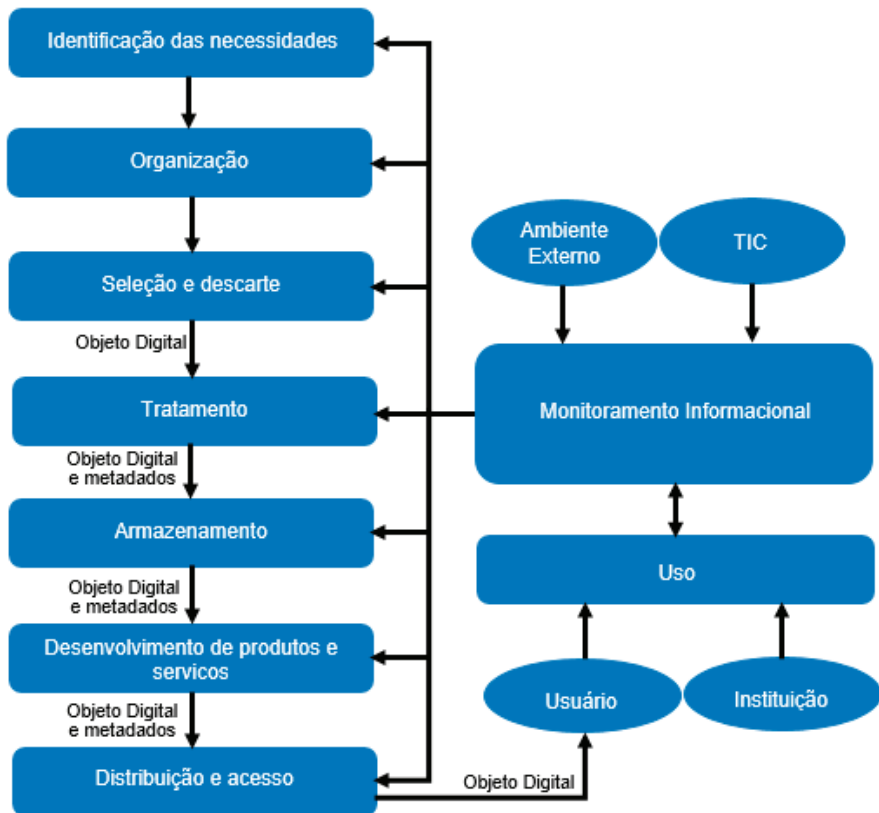 Identificação das necessidades
Organização
Seleção e descarte
Objeto Digital
Tratamento
Objeto Digital
e metadados
Armazenamento
Objeto Digital
e metadados
Desenvolvimento de produtos e
servicos
Objeto Digital
e metadados
Distribuição e acesso
Objeto Digital
Ambiente
Externo
TIC
Monitoramento Informacional
Uso
Usuário
Instituição